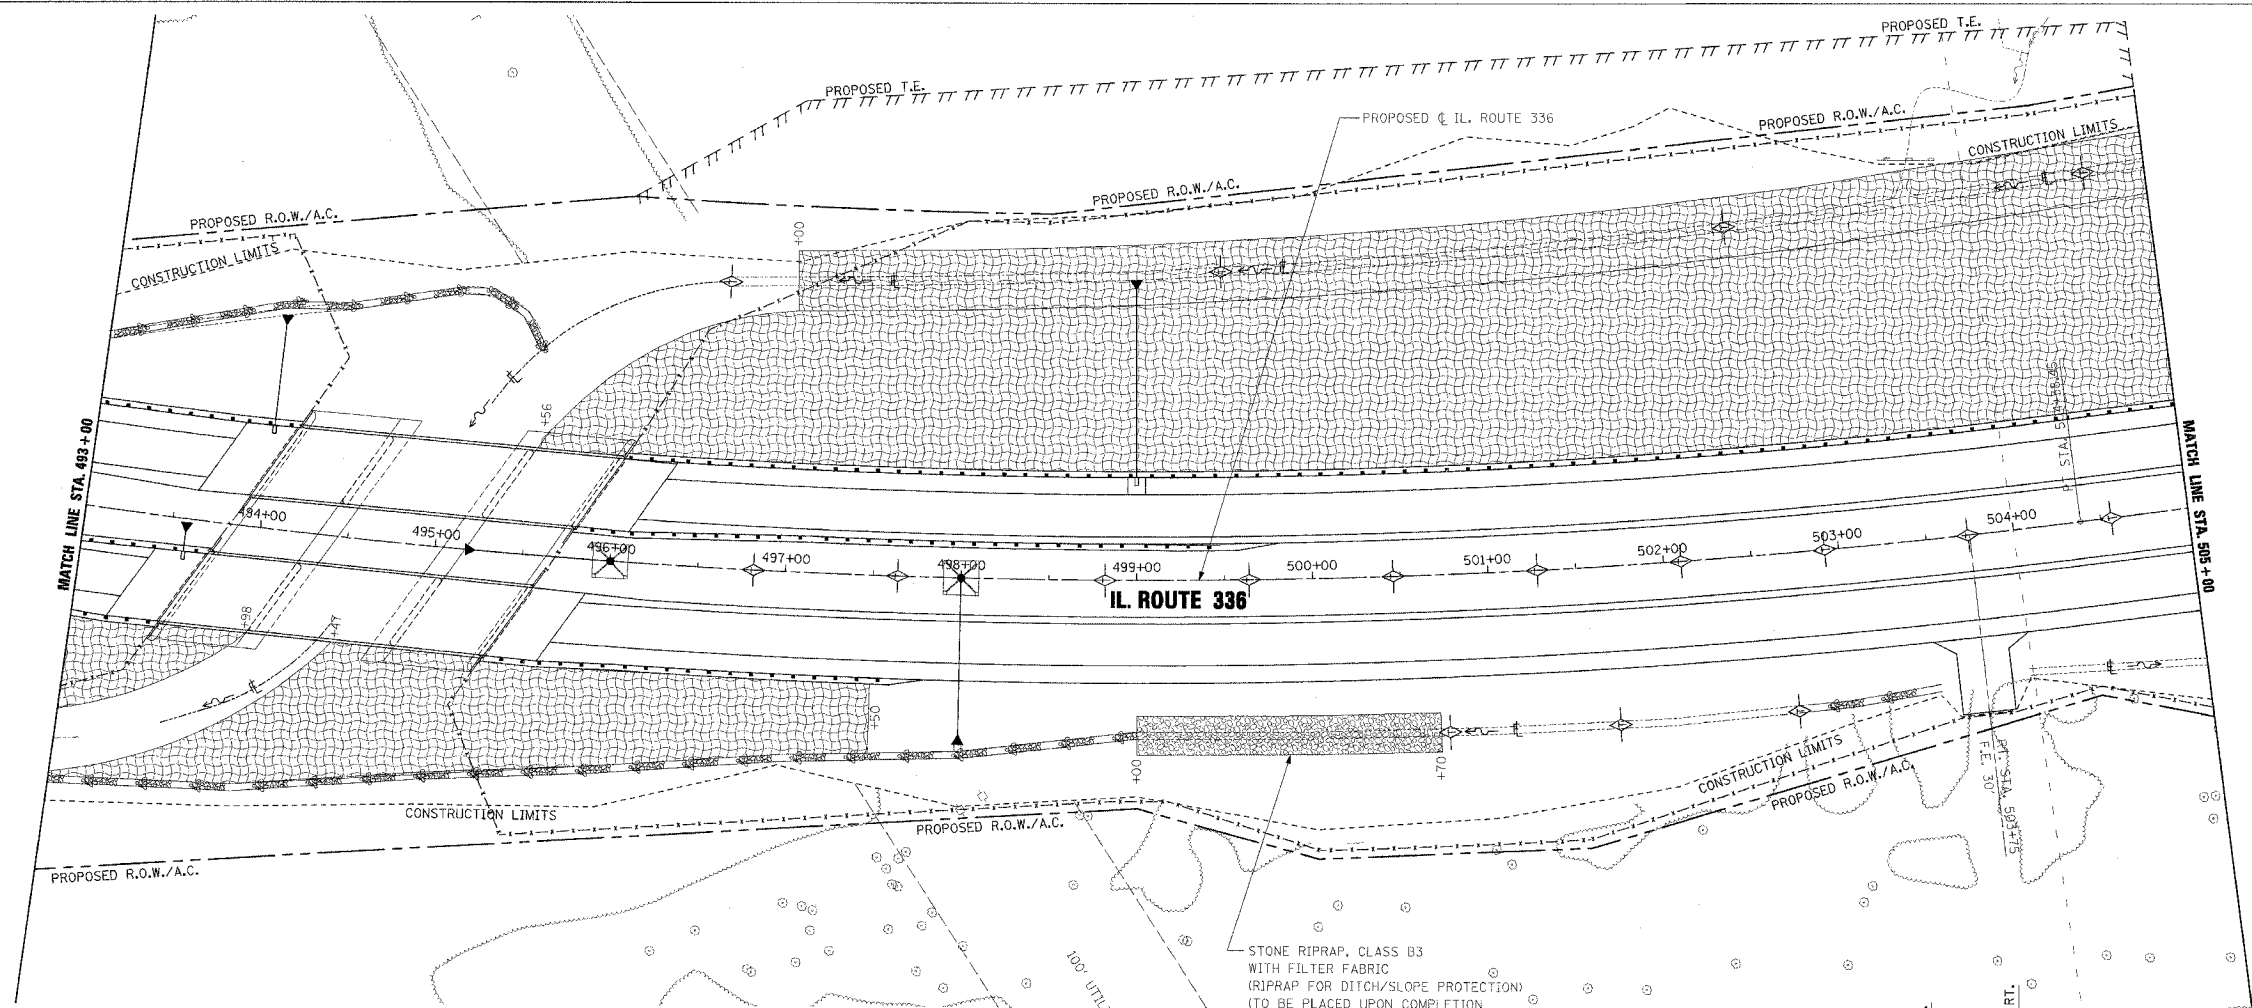 PROPOSED T.E.
PROPOSED T.E.
PROPOSED ℄ IL. ROUTE 336
PROPOSED R.O.W./A.C.
CONSTRUCTION LIMITS
PROPOSED R.O.W./A.C.
PROPOSED R.O.W./A.C.
CONSTRUCTION LIMITS
+00
+56
MATCH LINE STA. 493+00
MATCH LINE STA. 505+00
494+00
495+00
496+00
497+00
498+00
499+00
500+00
501+00
502+00
503+00
504+00
IL. ROUTE 336
+98
+47
+50
+00
+70
CONSTRUCTION LIMITS
PROPOSED R.O.W./A.C.
CONSTRUCTION LIMITS
PROPOSED R.O.W./A.C.
PROPOSED R.O.W./A.C.
F.E. 30'
STA. 503+75
STONE RIPRAP, CLASS B3
WITH FILTER FABRIC
(RIPRAP FOR DITCH/SLOPE PROTECTION)
(TO BE PLACED UPON COMPLETION
100'
RT.